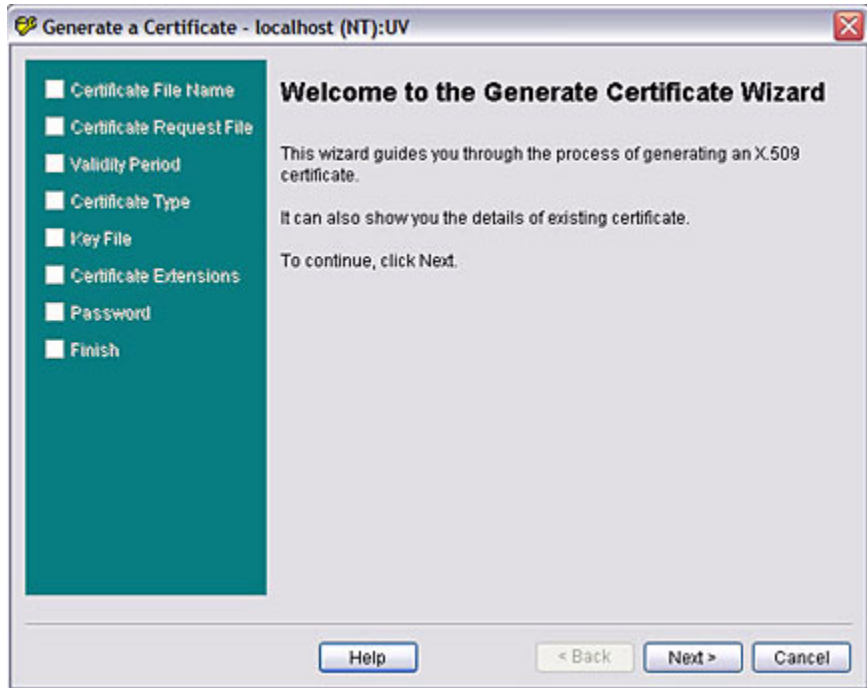 Generate a Certificate - localhost (NT):UV
Certificate File Name
Certificate Request File
Validity Period
Certificate Type
Key File
Certificate Extensions
Password
Finish
Welcome to the Generate Certificate Wizard
This wizard guides you through the process of generating an X.509
certificate.
It can also show you the details of existing certificate.
To continue, click Next.
Help
< Back
Next >
Cancel